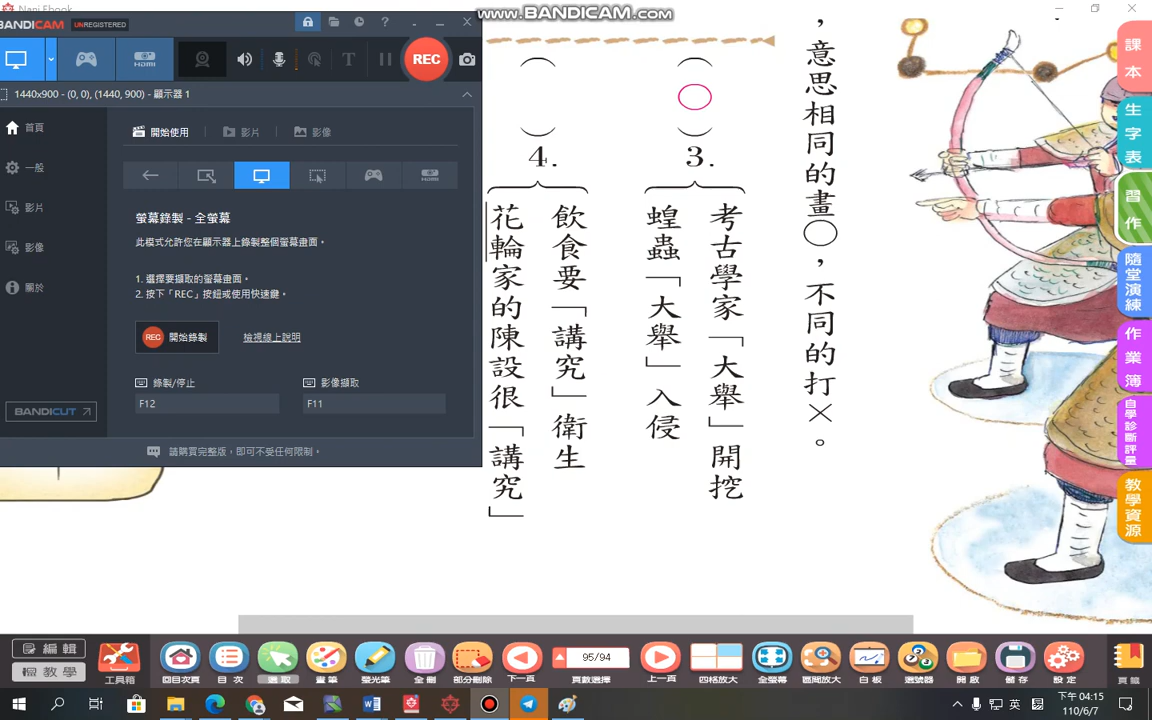 Nani Ebook
www.BANDICAM.com
BANDICAM UNREGISTERED
HDMI
REC
1440x900 - (0, 0), (1440, 900) - 顯示器 1
首頁
一般
影片
影像
關於
BANDICUT
開始使用
影片
影像
螢幕錄製 - 全螢幕
此模式允許您在顯示器上錄製整個螢幕畫面。
1. 選擇要擷取的螢幕畫面。
2. 按下「REC」按鈕或使用快速鍵。
REC 開始錄製
檢視線上說明
錄製/停止
F12
影像擷取
F11
請購買完整版，即可不受任何限制。
，意思相同的畫○，不同的打╳。
（○）3.
考古學家「大舉」開挖
蝗蟲「大舉」入侵
（ ）4.
飲食要「講究」衛生
花輪家的陳設很「講究」
課本
生字表
習作
隨堂演練
作業簿
自學診斷評量
教學資源
編輯
教學
工具箱
回目次頁
目次
選取
畫筆
螢光筆
全刪
部分刪除
下一頁
95/94
頁數選擇
上一頁
四格放大
全螢幕
區間放大
白板
選號器
開啟
儲存
設定
頁籤
英
下午 04:15
110/6/7